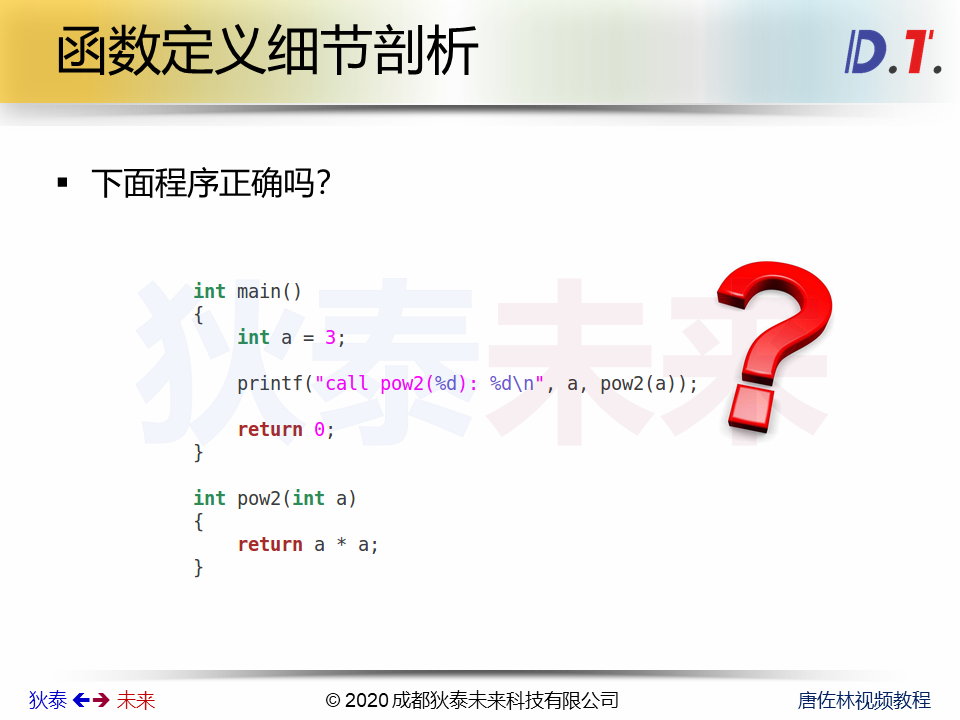 函数定义细节剖析
D.T.
▪ 下面程序正确吗?
狄泰未来
int main()
{
    int a = 3;

    printf("call pow2(%d): %d\n", a, pow2(a));

    return 0;
}

int pow2(int a)
{
    return a * a;
}
狄泰 ←→ 未来
© 2020 成都狄泰未来科技有限公司
唐佐林视频教程